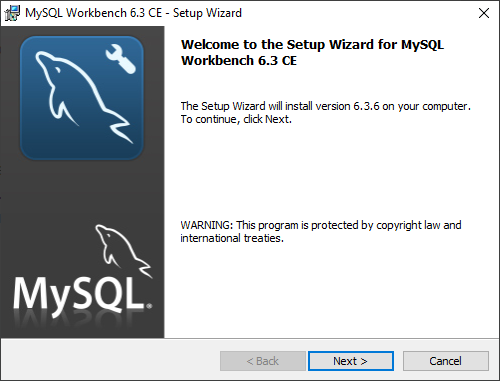 MySQL Workbench 6.3 CE - Setup Wizard
Welcome to the Setup Wizard for MySQL
Workbench 6.3 CE
The Setup Wizard will install version 6.3.6 on your computer.
To continue, click Next.
WARNING: This program is protected by copyright law and
international treaties.
MySQL®
< Back
Next >
Cancel